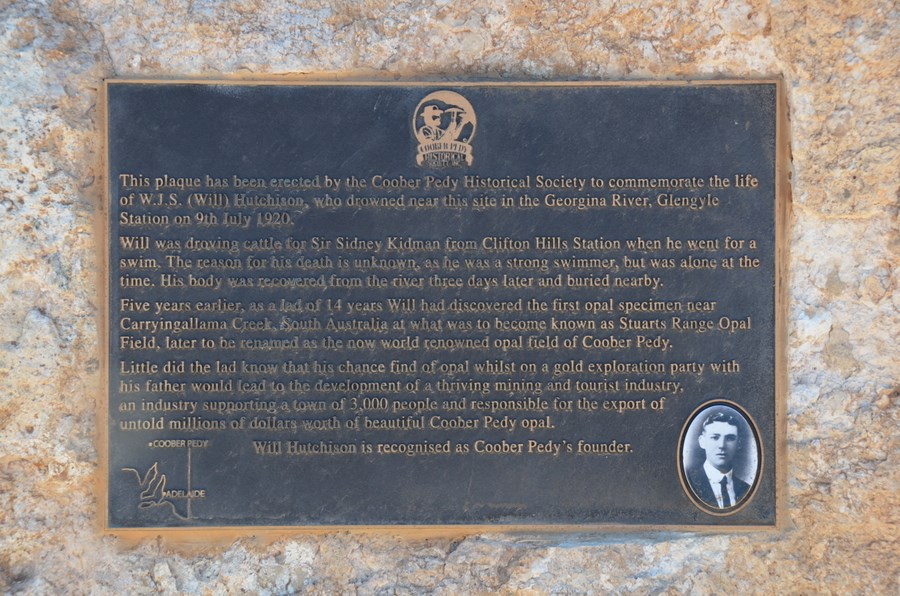 COOBER PEDY
HISTORICAL
This plaque has been erected by the Coober Pedy Historical Society to commemorate the life
of W.J.S. (Will) Hutchison, who drowned near this site in the Georgina River, Glengyle
Station on 9th July 1920.
Will was droving cattle for Sir Sidney Kidman from Clifton Hills Station when he went for a
swim. The reason for his death is unknown, as he was a strong swimmer, but was alone at the
time. His body was recovered from the river three days later and buried nearby.
Five years earlier, as a lad of 14 years Will had discovered the first opal specimen near
Carryingallama Creek, South Australia at what was to become known as Stuarts Range Opal
Field, later to be renamed as the now world renowned opal field of Coober Pedy.
Little did the lad know that his chance find of opal whilst on a gold exploration party with
his father would lead to the development of a thriving mining and tourist industry,
an industry supporting a town of 3,000 people and responsible for the export of
untold millions of dollars worth of beautiful Coober Pedy opal.
Will Hutchison is recognised as Coober Pedy's founder.
COOBER PEDY
ADELAIDE